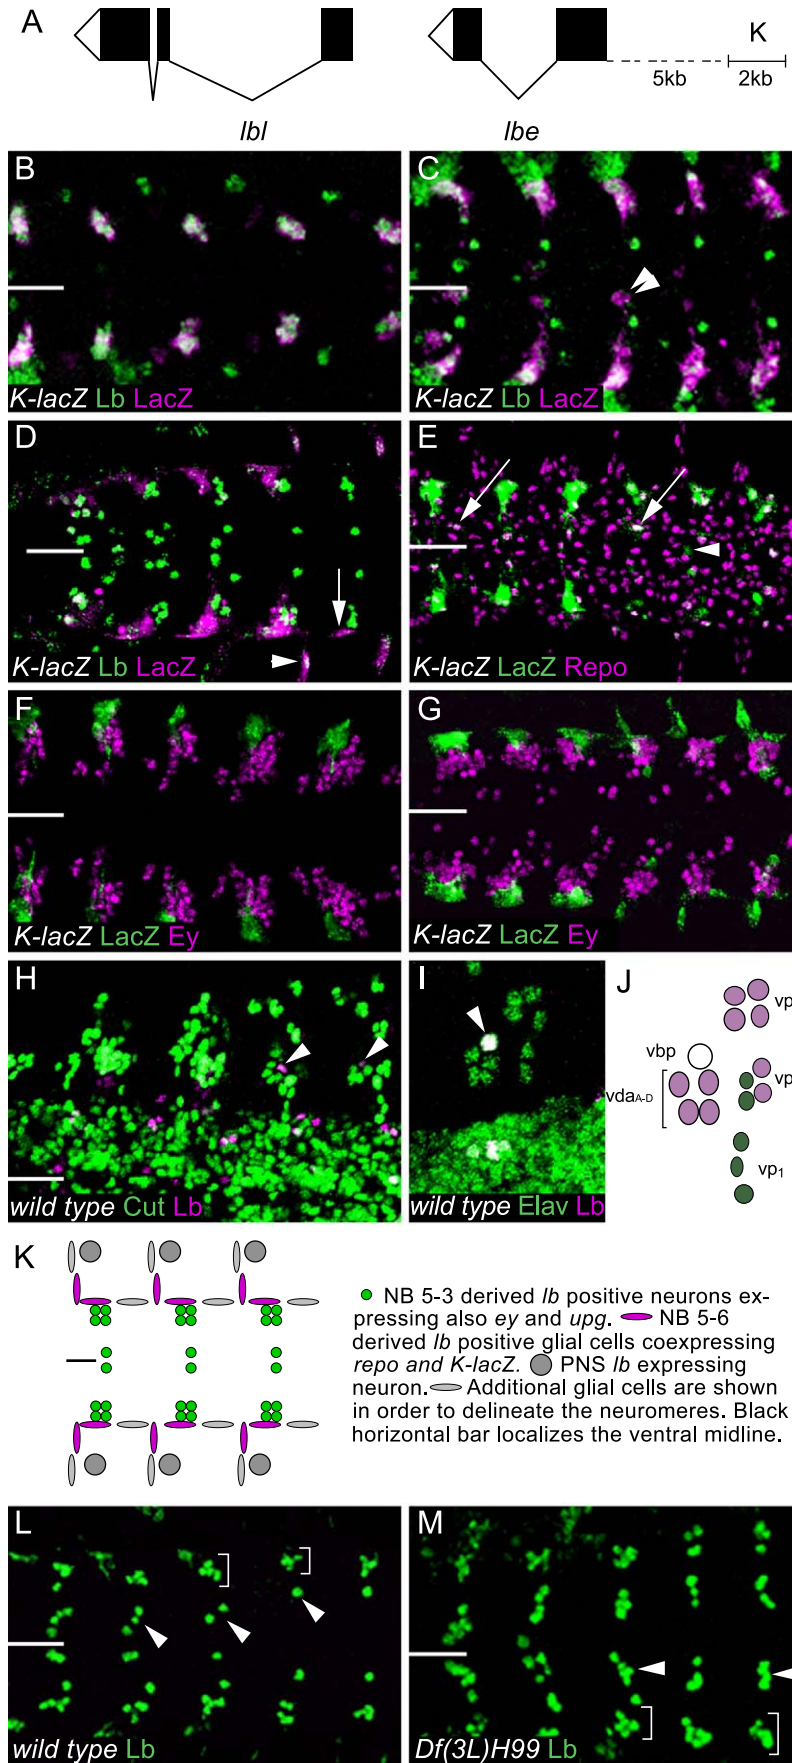 A
K
5kb
2kb
lbl
lbe
B
K-lacZ Lb LacZ
C
K-lacZ Lb LacZ
D
K-lacZ Lb LacZ
E
K-lacZ LacZ Repo
F
K-lacZ LacZ Ey
G
K-lacZ LacZ Ey
H
wild type Cut Lb
I
wild type Elav Lb
J
vp
vbp
vdaA-D
vp
vp1
K
NB 5-3 derived lb positive neurons ex-
pressing also ey and upg. NB 5-6
derived lb positive glial cells coexpressing
repo and K-lacZ. PNS lb expressing
neuron. Additional glial cells are shown
in order to delineate the neuromeres. Black
horizontal bar localizes the ventral midline.
L
wild type Lb
M
Df(3L)H99 Lb